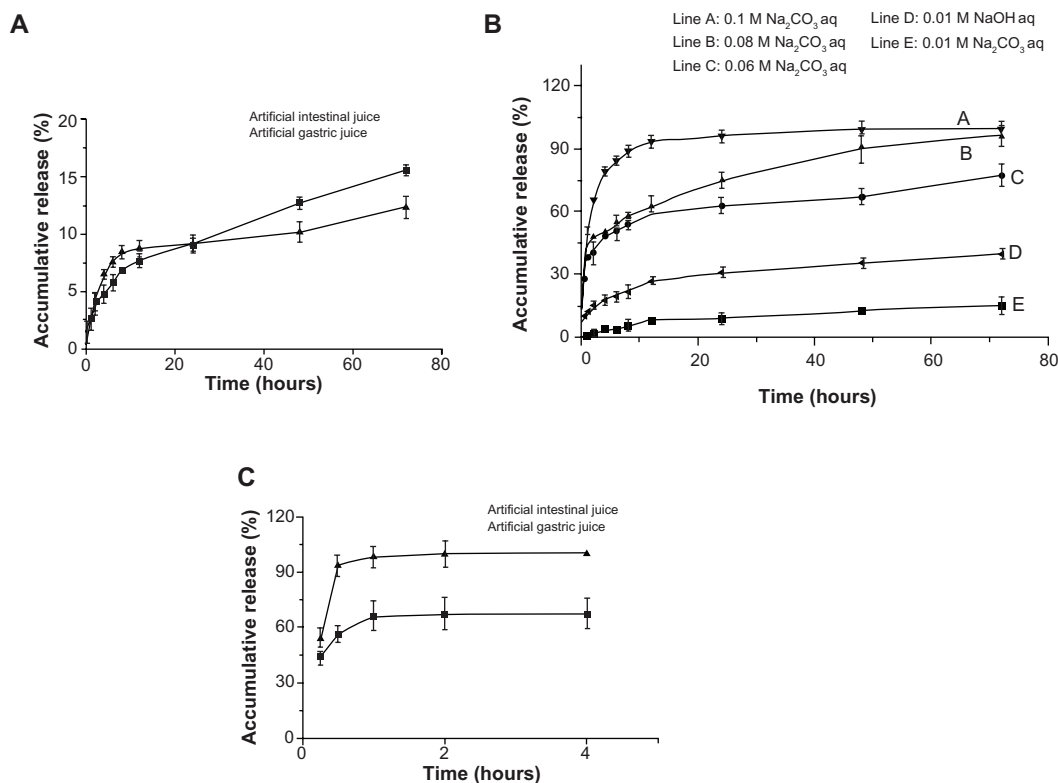 A
Artificial intestinal juice
Artificial gastric juice
Accumulative release (%)
20
15
10
5
0
0 20 40 60 80
Time (hours)
B
Line A: 0.1 M Na₂CO₃ aq
Line B: 0.08 M Na₂CO₃ aq
Line C: 0.06 M Na₂CO₃ aq
Line D: 0.01 M NaOH aq
Line E: 0.01 M Na₂CO₃ aq
Accumulative release (%)
120
90
60
30
0
A
B
C
D
E
0 20 40 60 80
Time (hours)
C
Artificial intestinal juice
Artificial gastric juice
Accumulative release (%)
120
90
60
30
0
0 2 4
Time (hours)